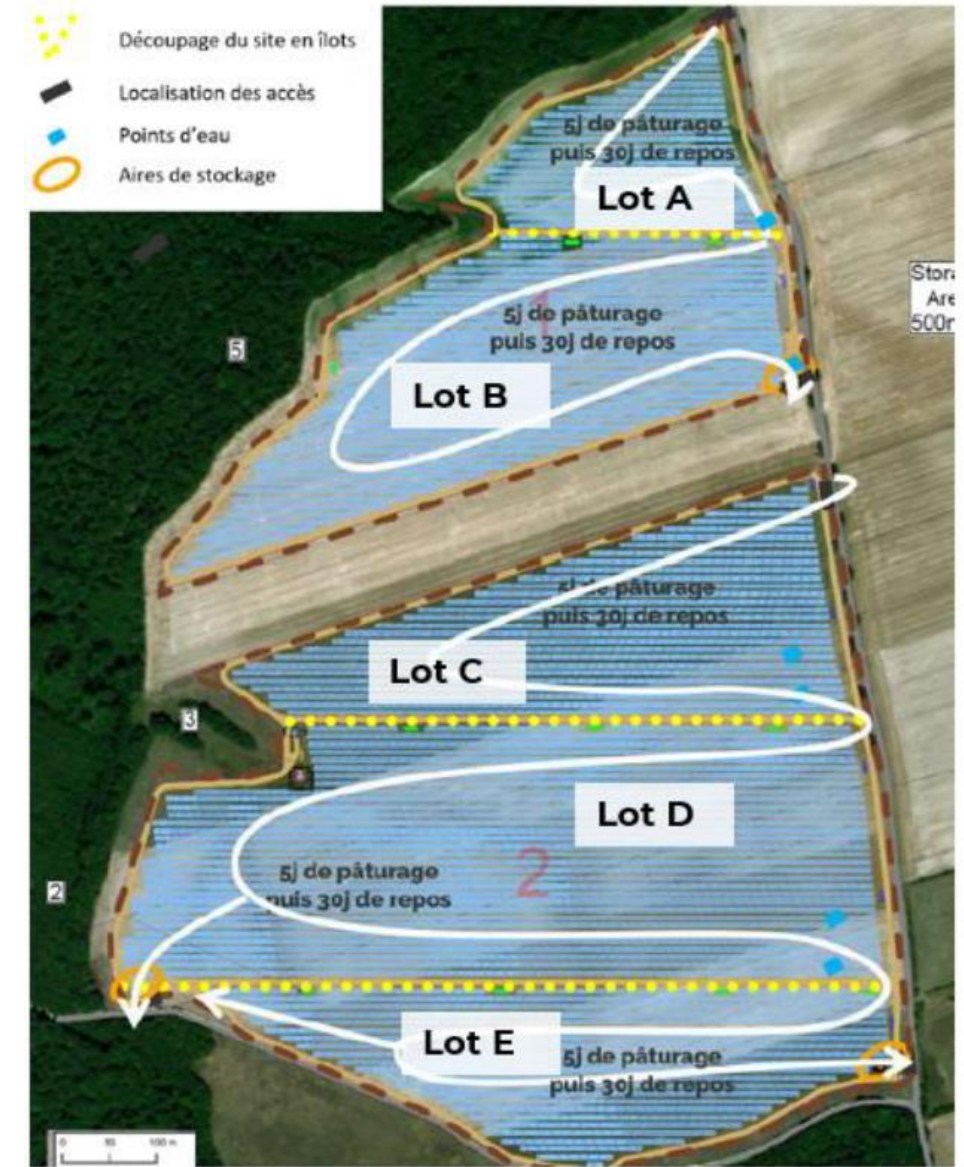 Découpage du site en îlots
Localisation des accès
Points d'eau
Aires de stockage
5j de pâturage
puis 30j de repos
Lot A
1
5j de pâturage
puis 30j de repos
Lot B
5
500m
5j de pâturage
puis 30j de repos
Lot C
3
Lot D
2
5j de pâturage
puis 30j de repos
2
Lot E
5j de pâturage
puis 30j de repos
0
50
100 m